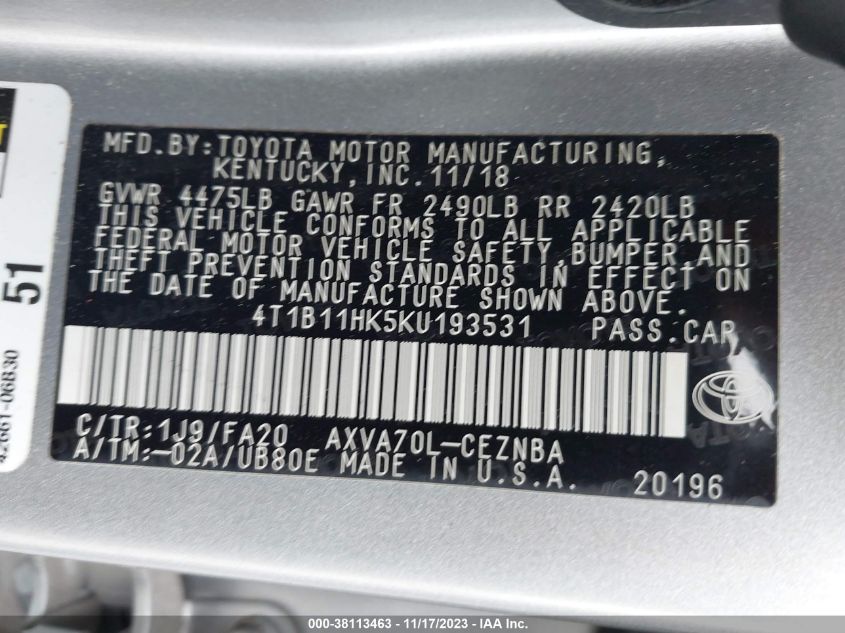 MFD.BY:TOYOTA MOTOR MANUFACTURING,
KENTUCKY,INC.11/18
GVWR 4475LB GAWR FR 2490LB RR 2420LB
THIS VEHICLE CONFORMS TO ALL APPLICABLE
FEDERAL MOTOR VEHICLE SAFETY,BUMPER,AND
THEFT PREVENTION STANDARDS IN EFFECT ON
THE DATE OF MANUFACTURE SHOWN ABOVE.
4T1B11HK5KU193531 PASS.CAR
C/TR:1J9/FA20 AXVA70L-CEZNBA
A/TM:-02A/UB80E MADE IN U.S.A.
20196
TOYOTA
51
42661-06B30
000-38113463 - 11/17/2023 - IAA Inc.